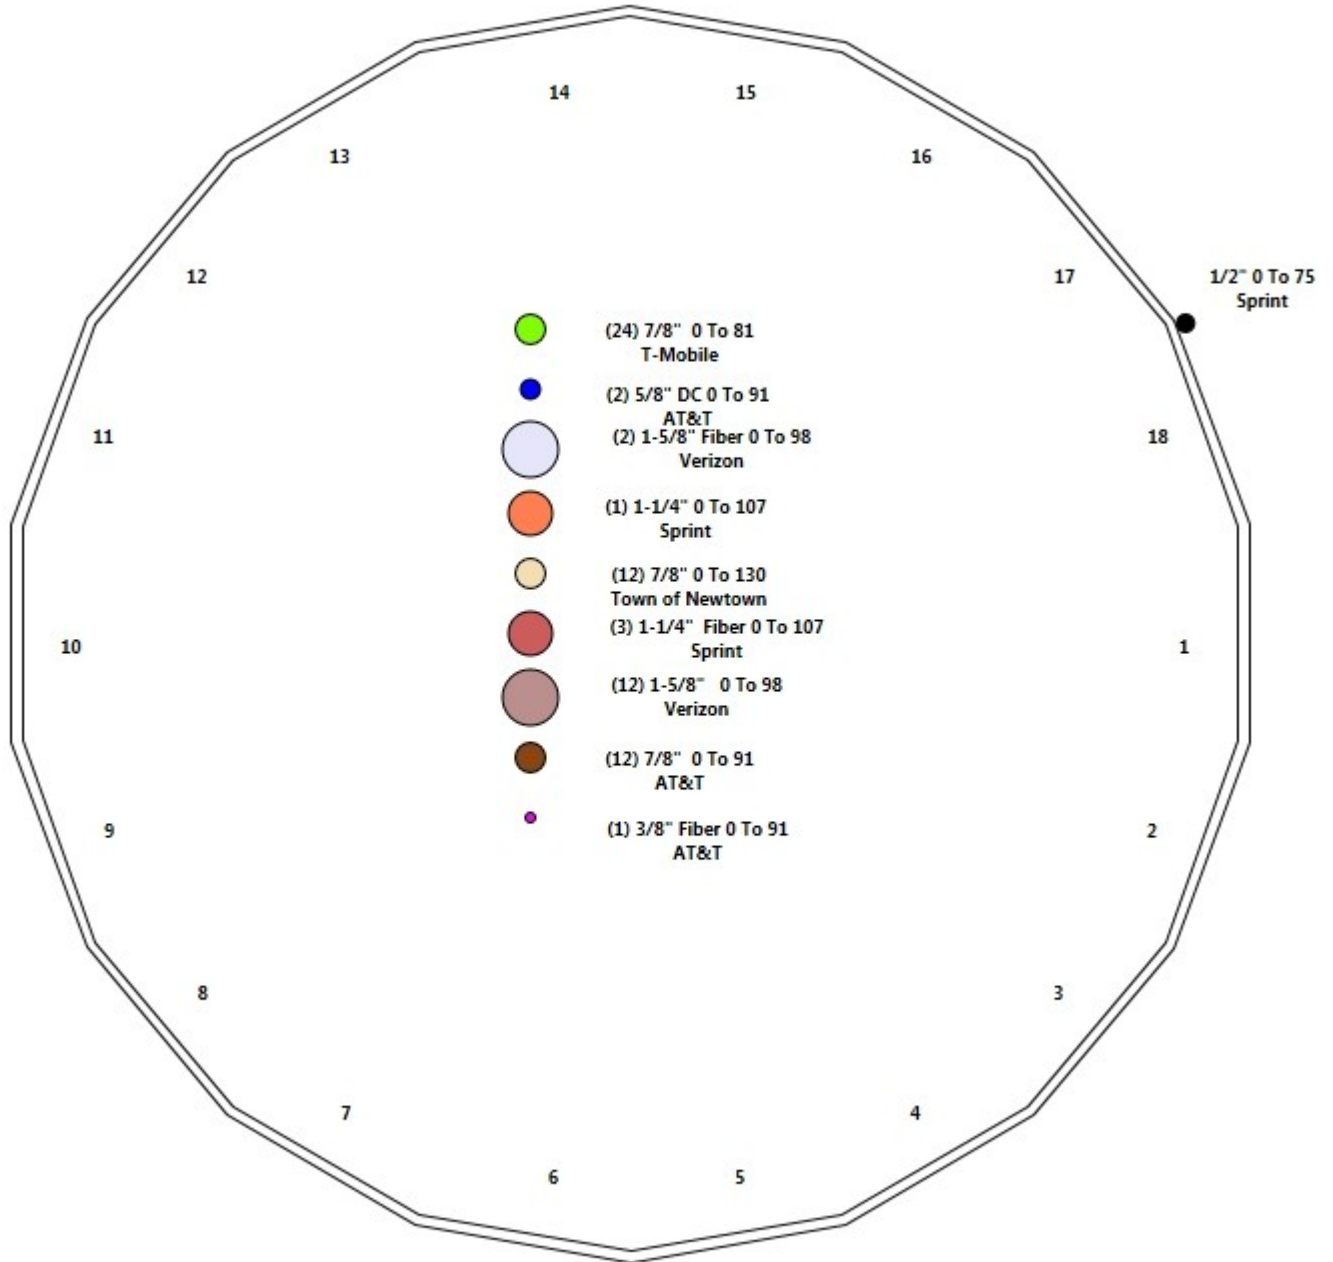 14
15
13
16
12
17
1/2" 0 To 75
Sprint
(24) 7/8" 0 To 81
T-Mobile
(2) 5/8" DC 0 To 91
AT&T
11
(2) 1-5/8" Fiber 0 To 98
Verizon
18
(1) 1-1/4" 0 To 107
Sprint
(12) 7/8" 0 To 130
Town of Newtown
(3) 1-1/4" Fiber 0 To 107
Sprint
10
1
(12) 1-5/8" 0 To 98
Verizon
(12) 7/8" 0 To 91
AT&T
9
(1) 3/8" Fiber 0 To 91
AT&T
2
8
3
7
4
6
5